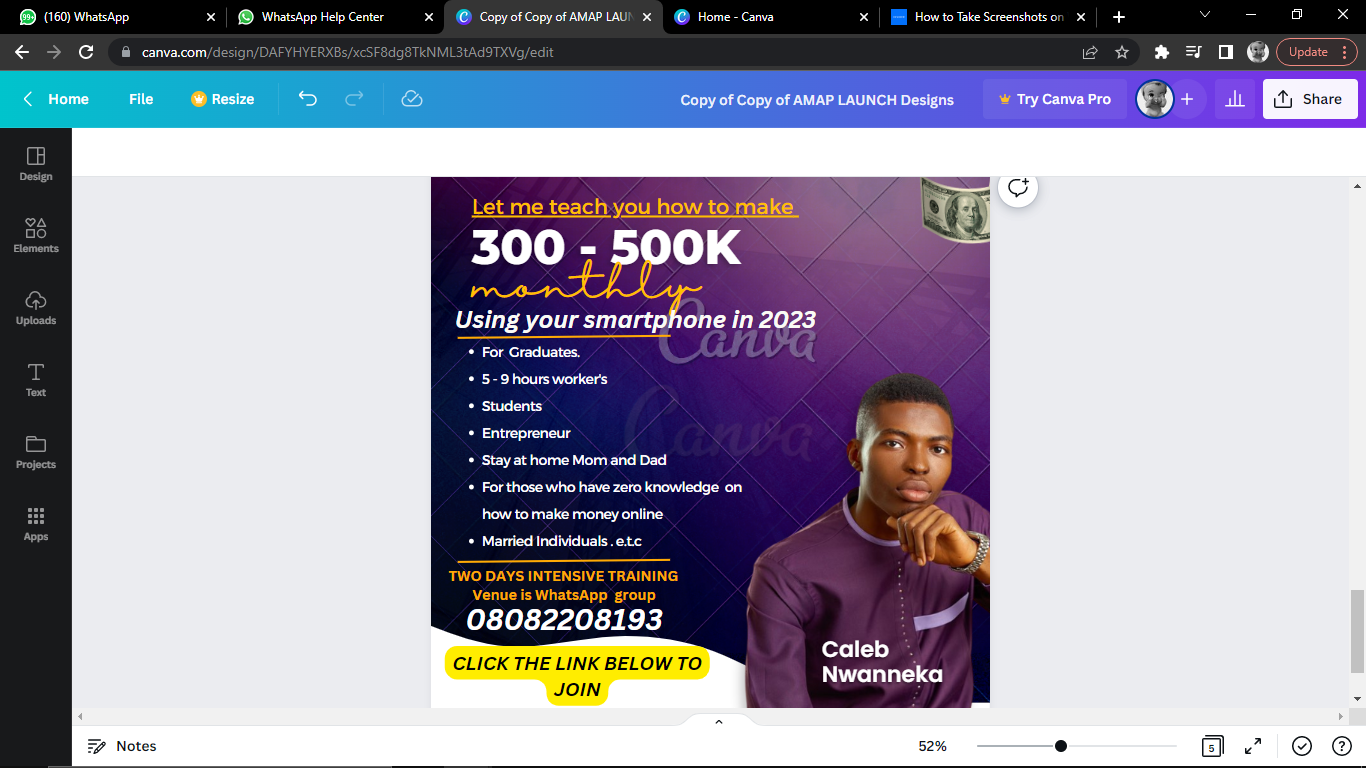 (160) WhatsApp
WhatsApp Help Center
Copy of Copy of AMAP LAUN
Home - Canva
How to Take Screenshots on
canva.com/design/DAFYHYERXBs/xcSF8dg8TkNML3tAd9TXVg/edit
Update
Home
File
Resize
Copy of Copy of AMAP LAUNCH Designs
Try Canva Pro
Share
Design
Elements
Uploads
Text
Projects
Apps
Let me teach you how to make
300 - 500K
monthly
Using your smartphone in 2023
Canva
• For Graduates.
• 5 - 9 hours worker's
• Students
• Entrepreneur
Canva
• Stay at home Mom and Dad
• For those who have zero knowledge on
how to make money online
• Married Individuals . e.t.c
TWO DAYS INTENSIVE TRAINING
Venue is WhatsApp group
08082208193
CLICK THE LINK BELOW TO
JOIN
Caleb
Nwanneka
Notes
52%
5